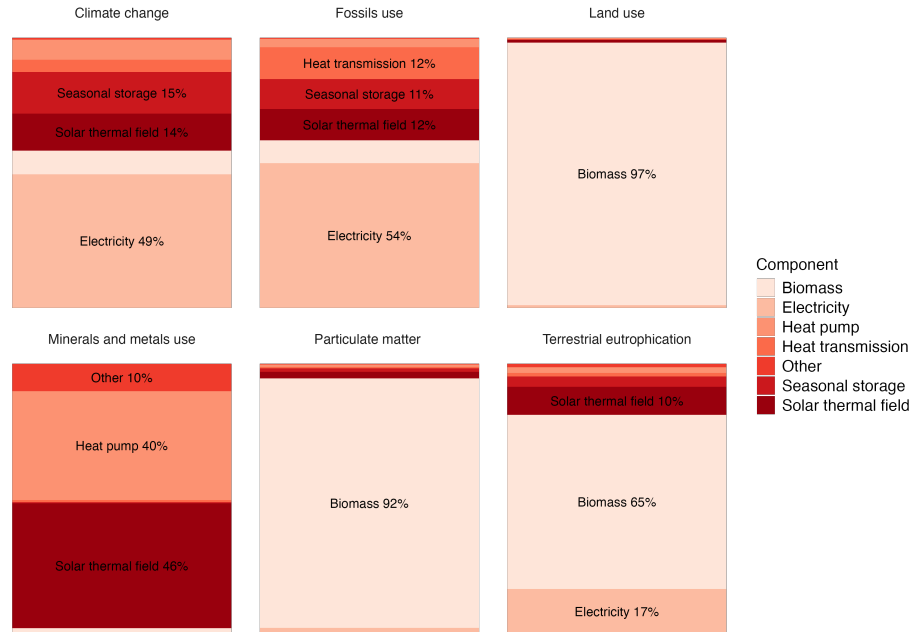 Climate change
Fossils use
Land use
Heat transmission 12%
Seasonal storage 15%
Seasonal storage 11%
Solar thermal field 14%
Solar thermal field 12%
Biomass 97%
Electricity 49%
Electricity 54%
Minerals and metals use
Particulate matter
Terrestrial eutrophication
Other 10%
Solar thermal field 10%
Heat pump 40%
Biomass 92%
Biomass 65%
Solar thermal field 46%
Electricity 17%
Component
Biomass
Electricity
Heat pump
Heat transmission
Other
Seasonal storage
Solar thermal field